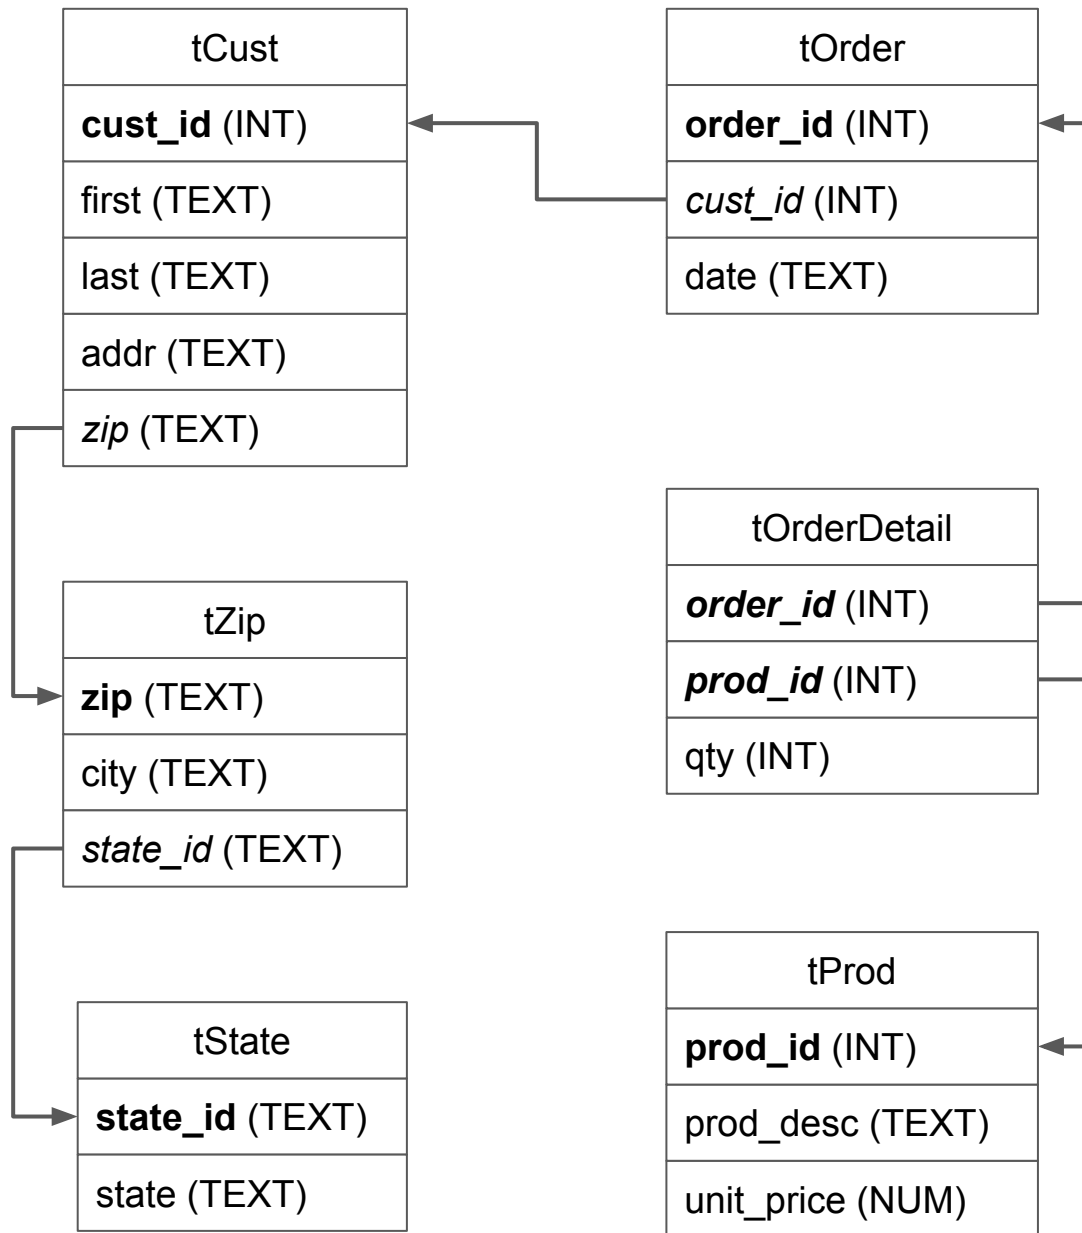 tCust
cust_id (INT)
first (TEXT)
last (TEXT)
addr (TEXT)
zip (TEXT)
tZip
zip (TEXT)
city (TEXT)
state_id (TEXT)
tState
state_id (TEXT)
state (TEXT)
tOrder
order_id (INT)
cust_id (INT)
date (TEXT)
tOrderDetail
order_id (INT)
prod_id (INT)
qty (INT)
tProd
prod_id (INT)
prod_desc (TEXT)
unit_price (NUM)